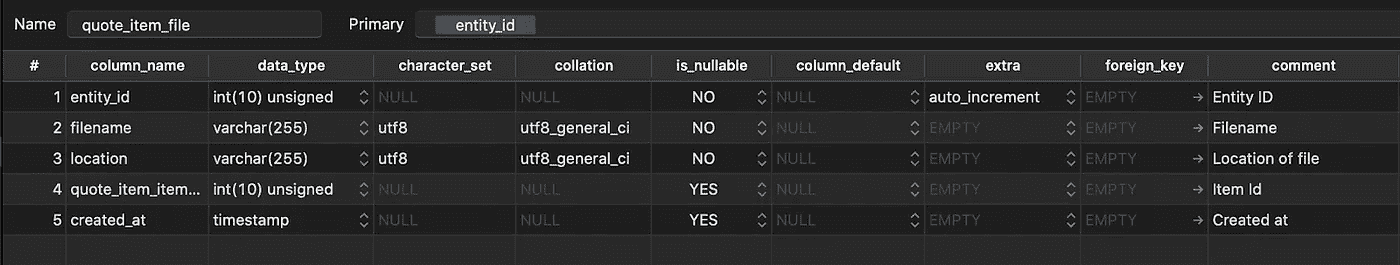 Name quote_item_file Primary entity_id
# column_name data_type character_set collation is_nullable column_default extra foreign_key comment
1 entity_id int(10) unsigned NULL NULL NO NULL auto_increment EMPTY Entity ID
2 filename varchar(255) utf8 utf8_general_ci NO NULL EMPTY EMPTY Filename
3 location varchar(255) utf8 utf8_general_ci NO NULL EMPTY EMPTY Location of file
4 quote_item_item... int(10) unsigned NULL NULL YES NULL EMPTY EMPTY Item Id
5 created_at timestamp NULL NULL YES NULL EMPTY EMPTY Created at